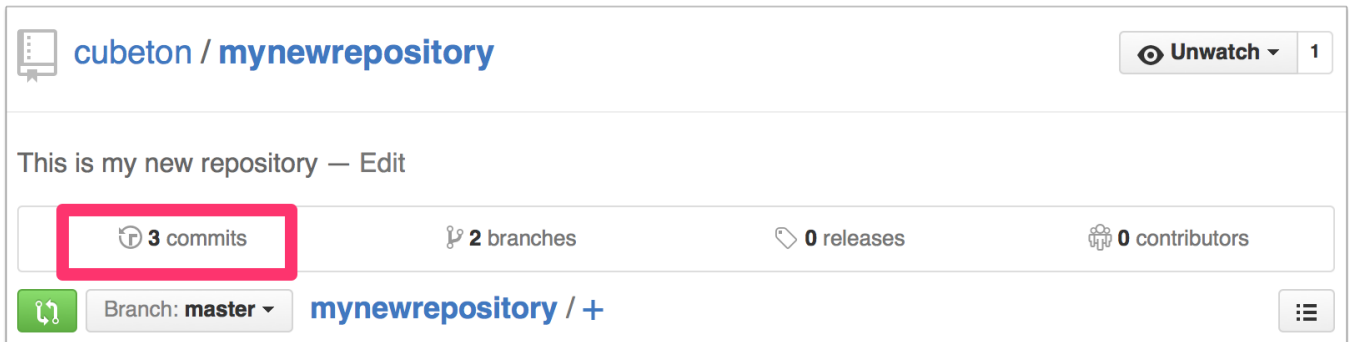 cubeton / mynewrepository
Unwatch 1
This is my new repository — Edit
3 commits 2 branches 0 releases 0 contributors
Branch: master mynewrepository / +